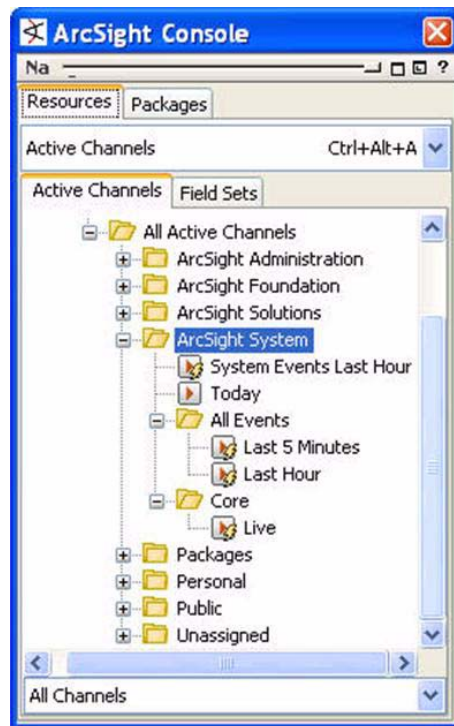 ArcSight Console
Na ?
Resources Packages
Active Channels Ctrl+Alt+A
Active Channels Field Sets
All Active Channels
ArcSight Administration
ArcSight Foundation
ArcSight Solutions
ArcSight System
System Events Last Hour
Today
All Events
Last 5 Minutes
Last Hour
Core
Live
Packages
Personal
Public
Unassigned
All Channels